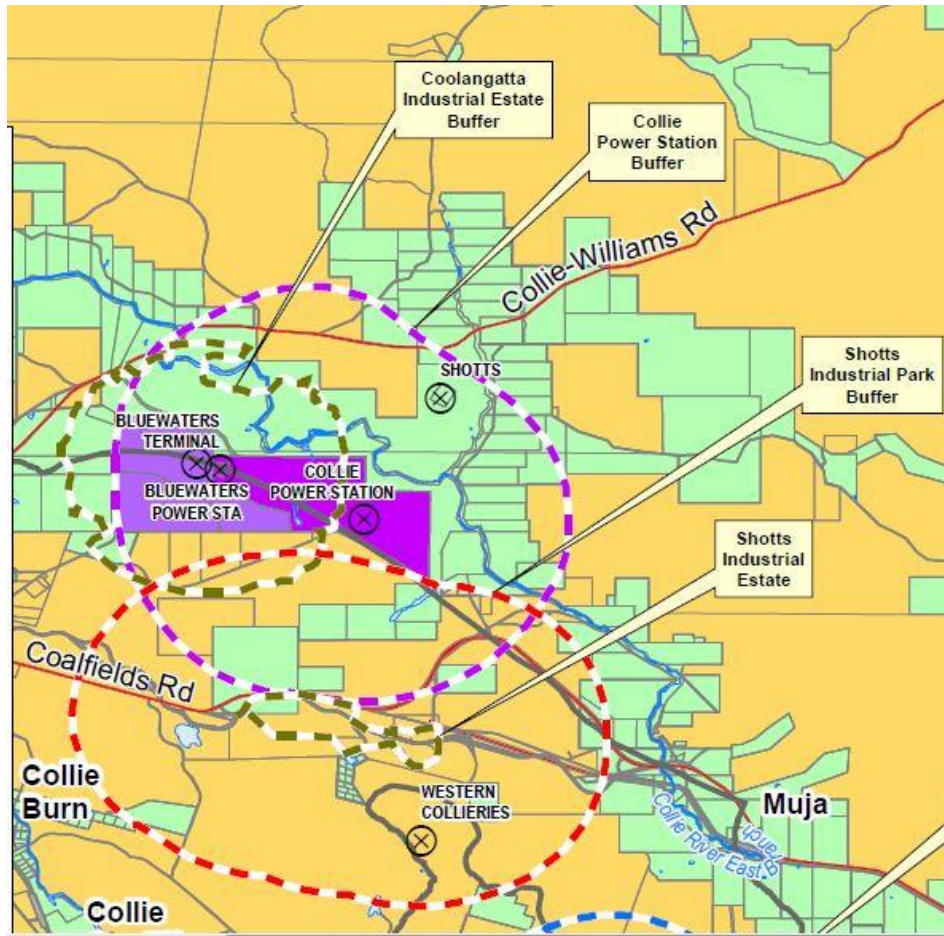 Coolangatta
Industrial Estate
Buffer
Collie
Power Station
Buffer
Collie-Williams Rd
Shotts
Industrial Park
Buffer
SHOTTS
BLUEWATERS
TERMINAL
COLLIE
POWER STATION
BLUEWATERS
POWER STA
Shotts
Industrial
Estate
Coalfields Rd
Collie
Burn
WESTERN
COLLIERIES
Muja
Collie River East Branch
Collie